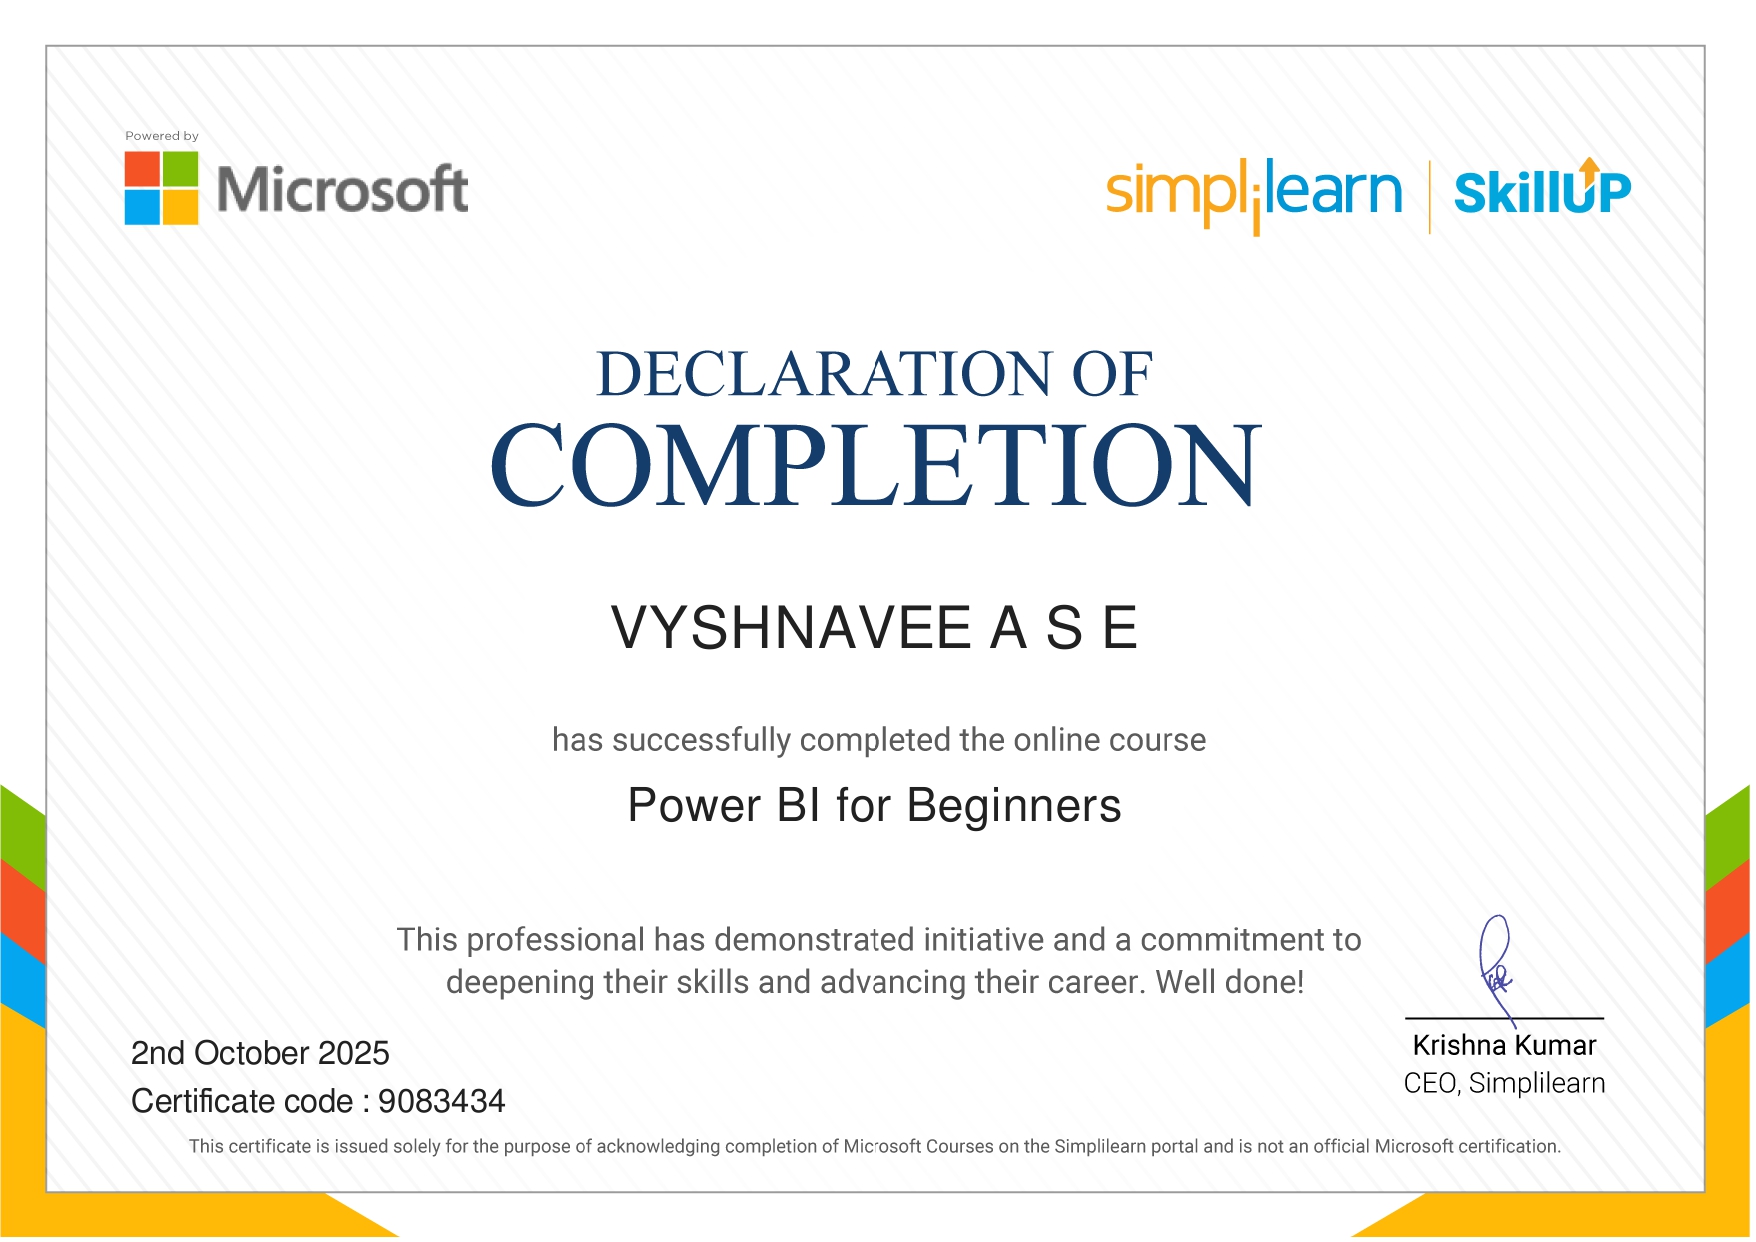 Powered by
Microsoft
simplilearn | SkillUP
DECLARATION OF
COMPLETION
VYSHNAVEE A S E
has successfully completed the online course
Power BI for Beginners
This professional has demonstrated initiative and a commitment to
deepening their skills and advancing their career. Well done!
2nd October 2025
Certificate code : 9083434
Krishna Kumar
CEO, Simplilearn
This certificate is issued solely for the purpose of acknowledging completion of Microsoft Courses on the Simplilearn portal and is not an official Microsoft certification.